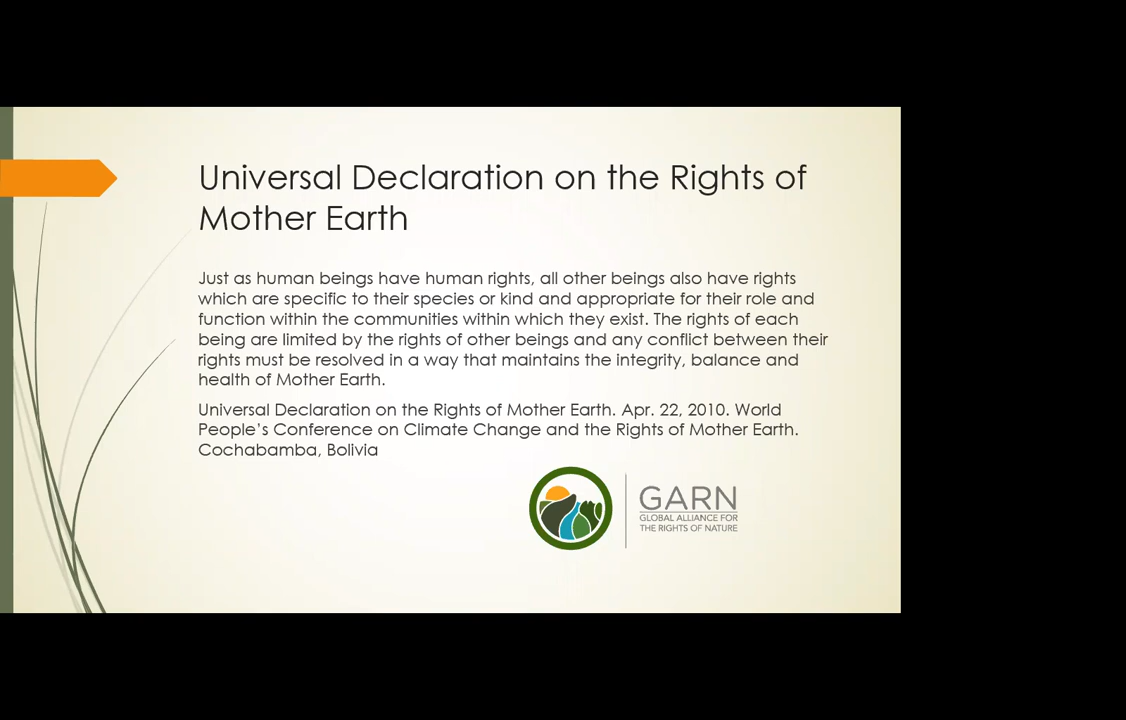 Universal Declaration on the Rights of
Mother Earth
Just as human beings have human rights, all other beings also have rights
which are specific to their species or kind and appropriate for their role and
function within the communities within which they exist. The rights of each
being are limited by the rights of other beings and any conflict between their
rights must be resolved in a way that maintains the integrity, balance and
health of Mother Earth.
Universal Declaration on the Rights of Mother Earth. Apr. 22, 2010. World
People’s Conference on Climate Change and the Rights of Mother Earth.
Cochabamba, Bolivia
GARN
GLOBAL ALLIANCE FOR
THE RIGHTS OF NATURE